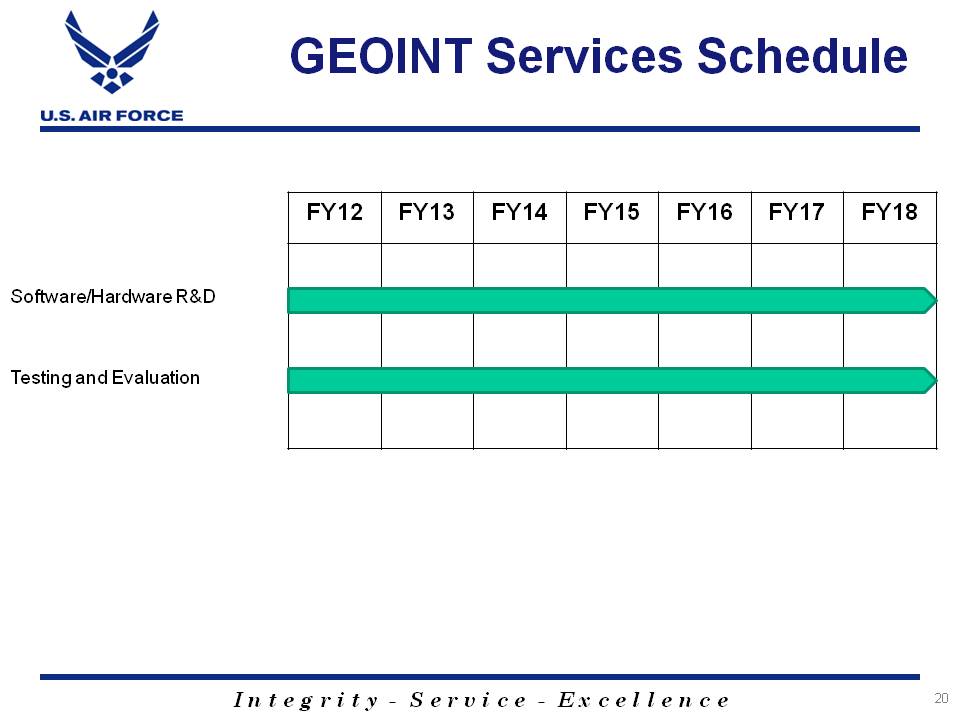 GEOINT Services Schedule
U.S. AIR FORCE
FY12 FY13 FY14 FY15 FY16 FY17 FY18
Software/Hardware R&D
Testing and Evaluation
Integrity - Service - Excellence
20